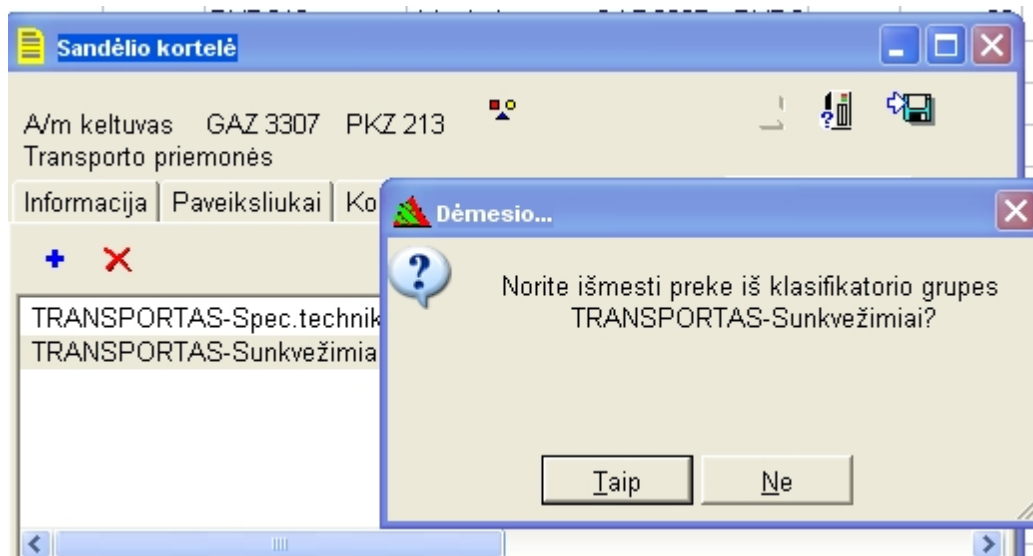 Sandėlio kortelė
A/m keltuvas GAZ 3307 PKZ 213
Transporto priemonės
Informacija Paveiksliukai Ko
Dėmesio...
Norite išmesti preke iš klasifikatorio grupes
TRANSPORTAS-Sunkvežimiai?
TRANSPORTAS-Spec.technik
TRANSPORTAS-Sunkvežimia
Taip Ne